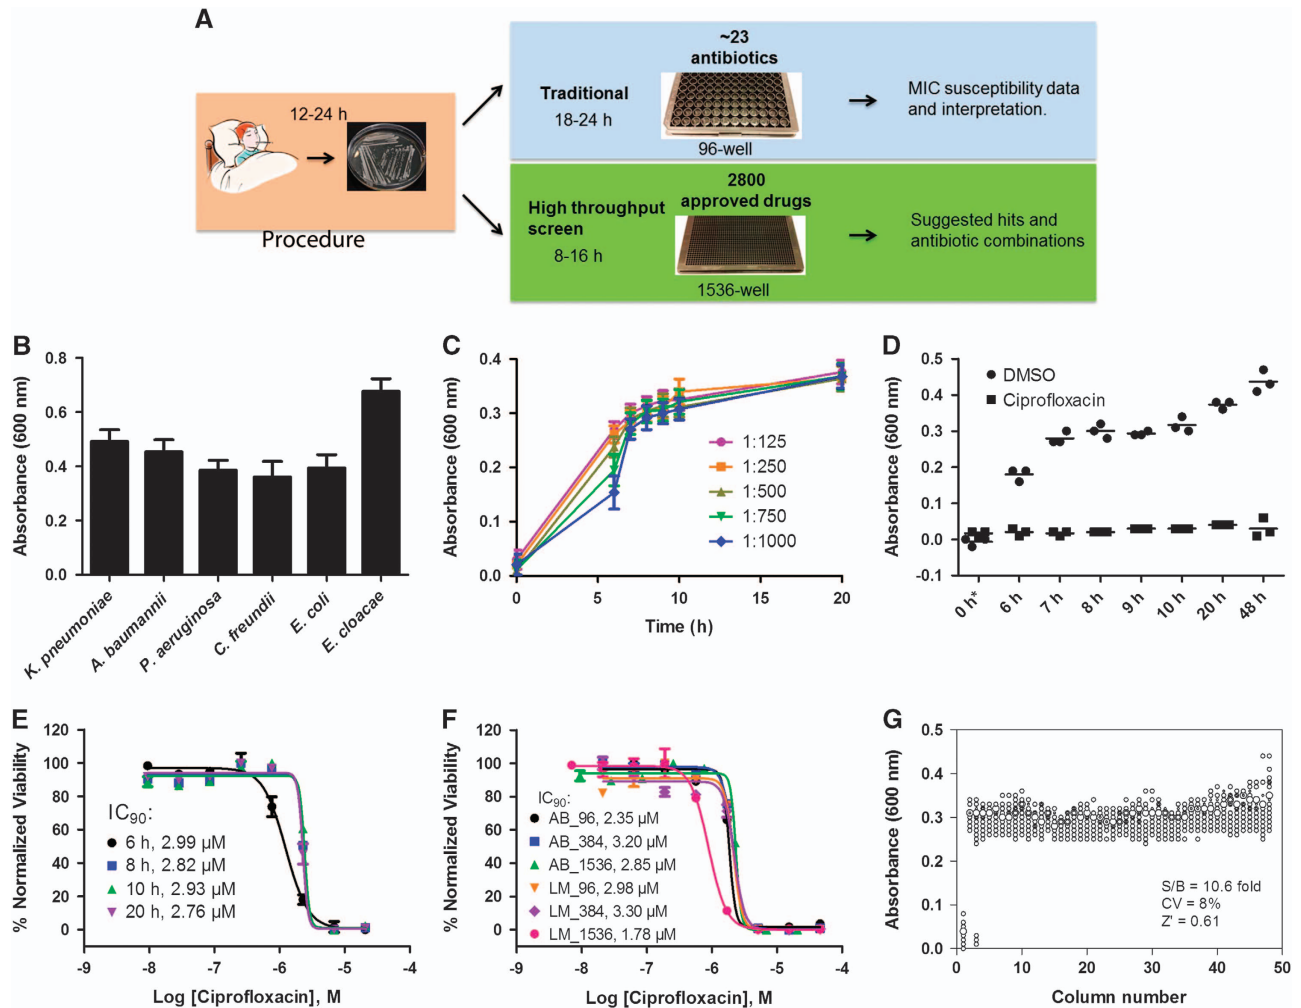 A
12-24 h
Procedure
~23
antibiotics
Traditional
18-24 h
96-well
MIC susceptibility data
and interpretation.
2800
approved drugs
High throughput
screen
8-16 h
1536-well
Suggested hits and
antibiotic combinations
B
Absorbance (600 nm)
0.8
0.6
0.4
0.2
0.0
K. pneumoniae
A. baumannii
P. aeruginosa
C. freundii
E. coli
E. cloacae
C
Absorbance (600 nm)
0.4
0.3
0.2
0.1
0.0
1:125
1:250
1:500
1:750
1:1000
0 5 10 15 20
Time (h)
D
Absorbance (600 nm)
0.5
0.4
0.3
0.2
0.1
0.0
-0.1
DMSO
Ciprofloxacin
0 h* 6 h 7 h 8 h 9 h 10 h 20 h 48 h
E
% Normalized Viability
120
100
80
60
40
20
0
IC90:
6 h, 2.99 µM
8 h, 2.82 µM
10 h, 2.93 µM
20 h, 2.76 µM
-9 -8 -7 -6 -5 -4
Log [Ciprofloxacin], M
F
% Normalized Viability
120
100
80
60
40
20
0
IC90:
AB_96, 2.35 µM
AB_384, 3.20 µM
AB_1536, 2.85 µM
LM_96, 2.98 µM
LM_384, 3.30 µM
LM_1536, 1.78 µM
-9 -8 -7 -6 -5 -4
Log [Ciprofloxacin], M
G
Absorbance (600 nm)
0.5
0.4
0.3
0.2
0.1
0.0
S/B = 10.6 fold
CV = 8%
Z' = 0.61
0 10 20 30 40 50
Column number